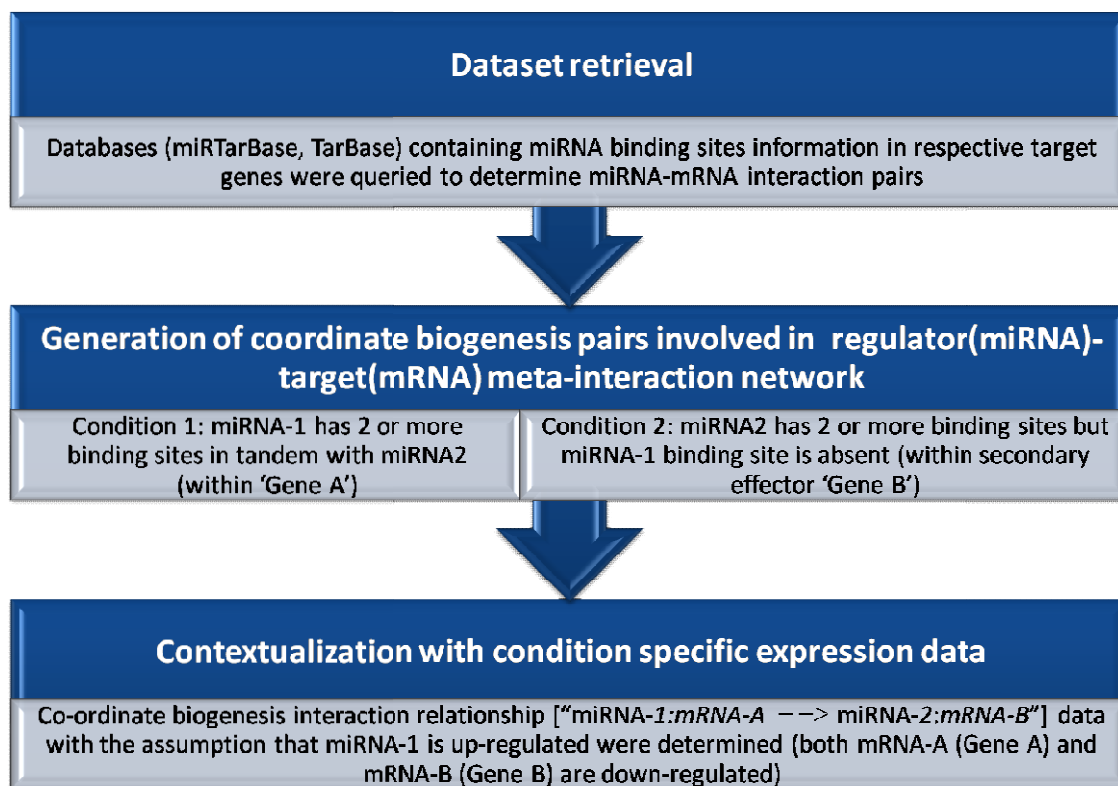 Dataset retrieval
Databases (miRTarBase, TarBase) containing miRNA binding sites information in respective target
genes were queried to determine miRNA-mRNA interaction pairs
Generation of coordinate biogenesis pairs involved in regulator(miRNA)-
target(mRNA) meta-interaction network
Condition 1: miRNA-1 has 2 or more
binding sites in tandem with miRNA2
(within ‘Gene A’)
Condition 2: miRNA2 has 2 or more binding sites but
miRNA-1 binding site is absent (within secondary
effector ‘Gene B’)
Contextualization with condition specific expression data
Co-ordinate biogenesis interaction relationship [“miRNA-1:mRNA-A ––> miRNA-2:mRNA-B”] data
with the assumption that miRNA-1 is up-regulated were determined (both mRNA-A (Gene A) and
mRNA-B (Gene B) are down-regulated)